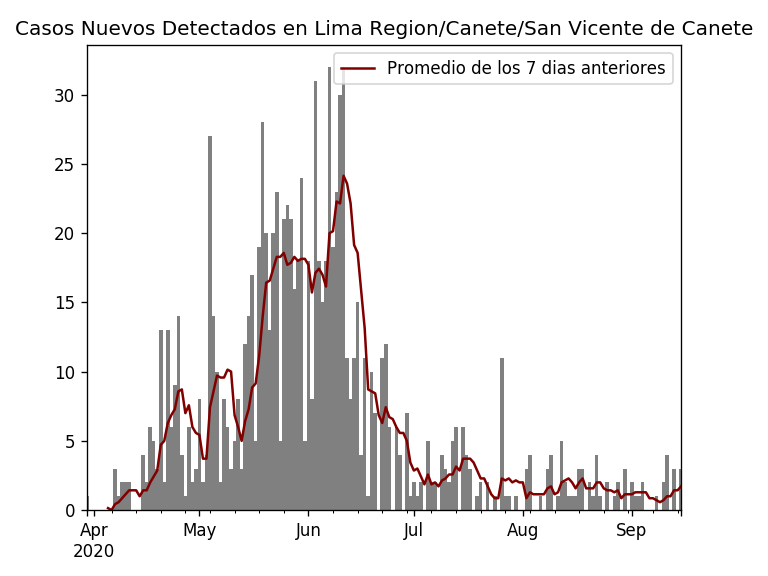 Casos Nuevos Detectados en Lima Region/Canete/San Vicente de Canete
Promedio de los 7 dias anteriores
30
25
20
15
10
5
0
Apr May Jun Jul Aug Sep
2020